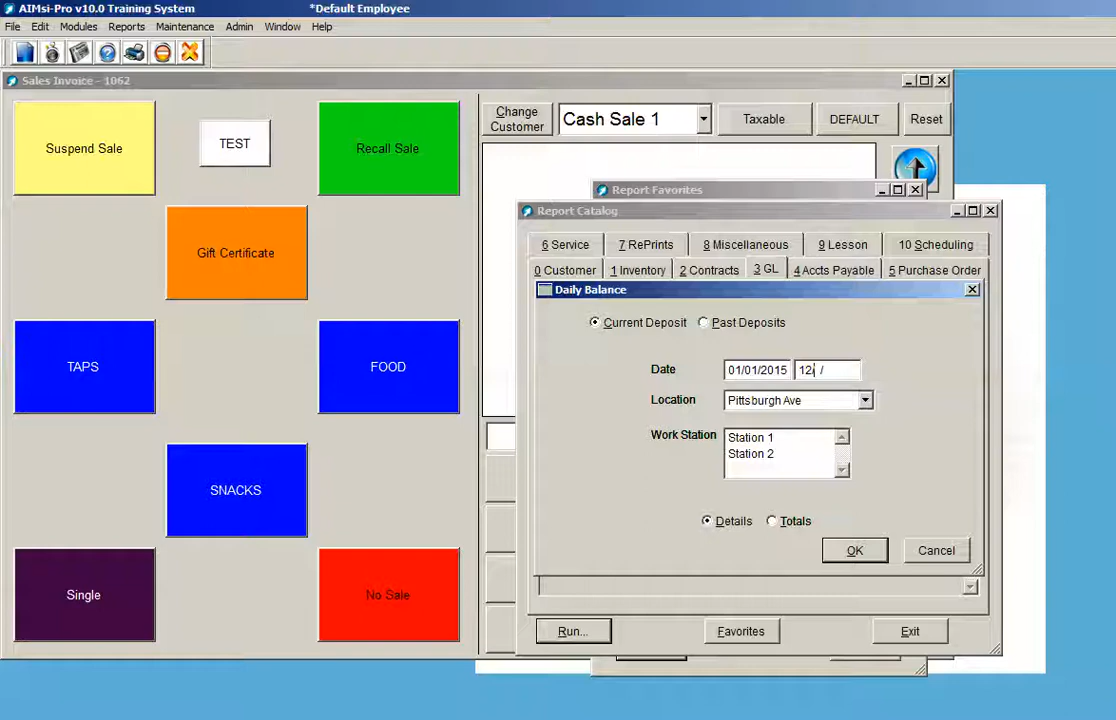 AIMsi-Pro v10.0 Training System *Default Employee
File Edit Modules Reports Maintenance Admin Window Help
Sales Invoice - 1062
Suspend Sale
TEST
Recall Sale
Gift Certificate
TAPS
FOOD
SNACKS
Single
No Sale
Change
Customer
Cash Sale 1
Taxable
DEFAULT
Reset
Report Favorites
Report Catalog
6 Service 7 RePrints 8 Miscellaneous 9 Lesson 10 Scheduling
0 Customer 1 Inventory 2 Contracts 3 GL 4 Accts Payable 5 Purchase Order
Daily Balance
Current Deposit Past Deposits
Date 01/01/2015 12/ /
Location Pittsburgh Ave
Work Station Station 1
Station 2
Details Totals
OK Cancel
Run... Favorites Exit